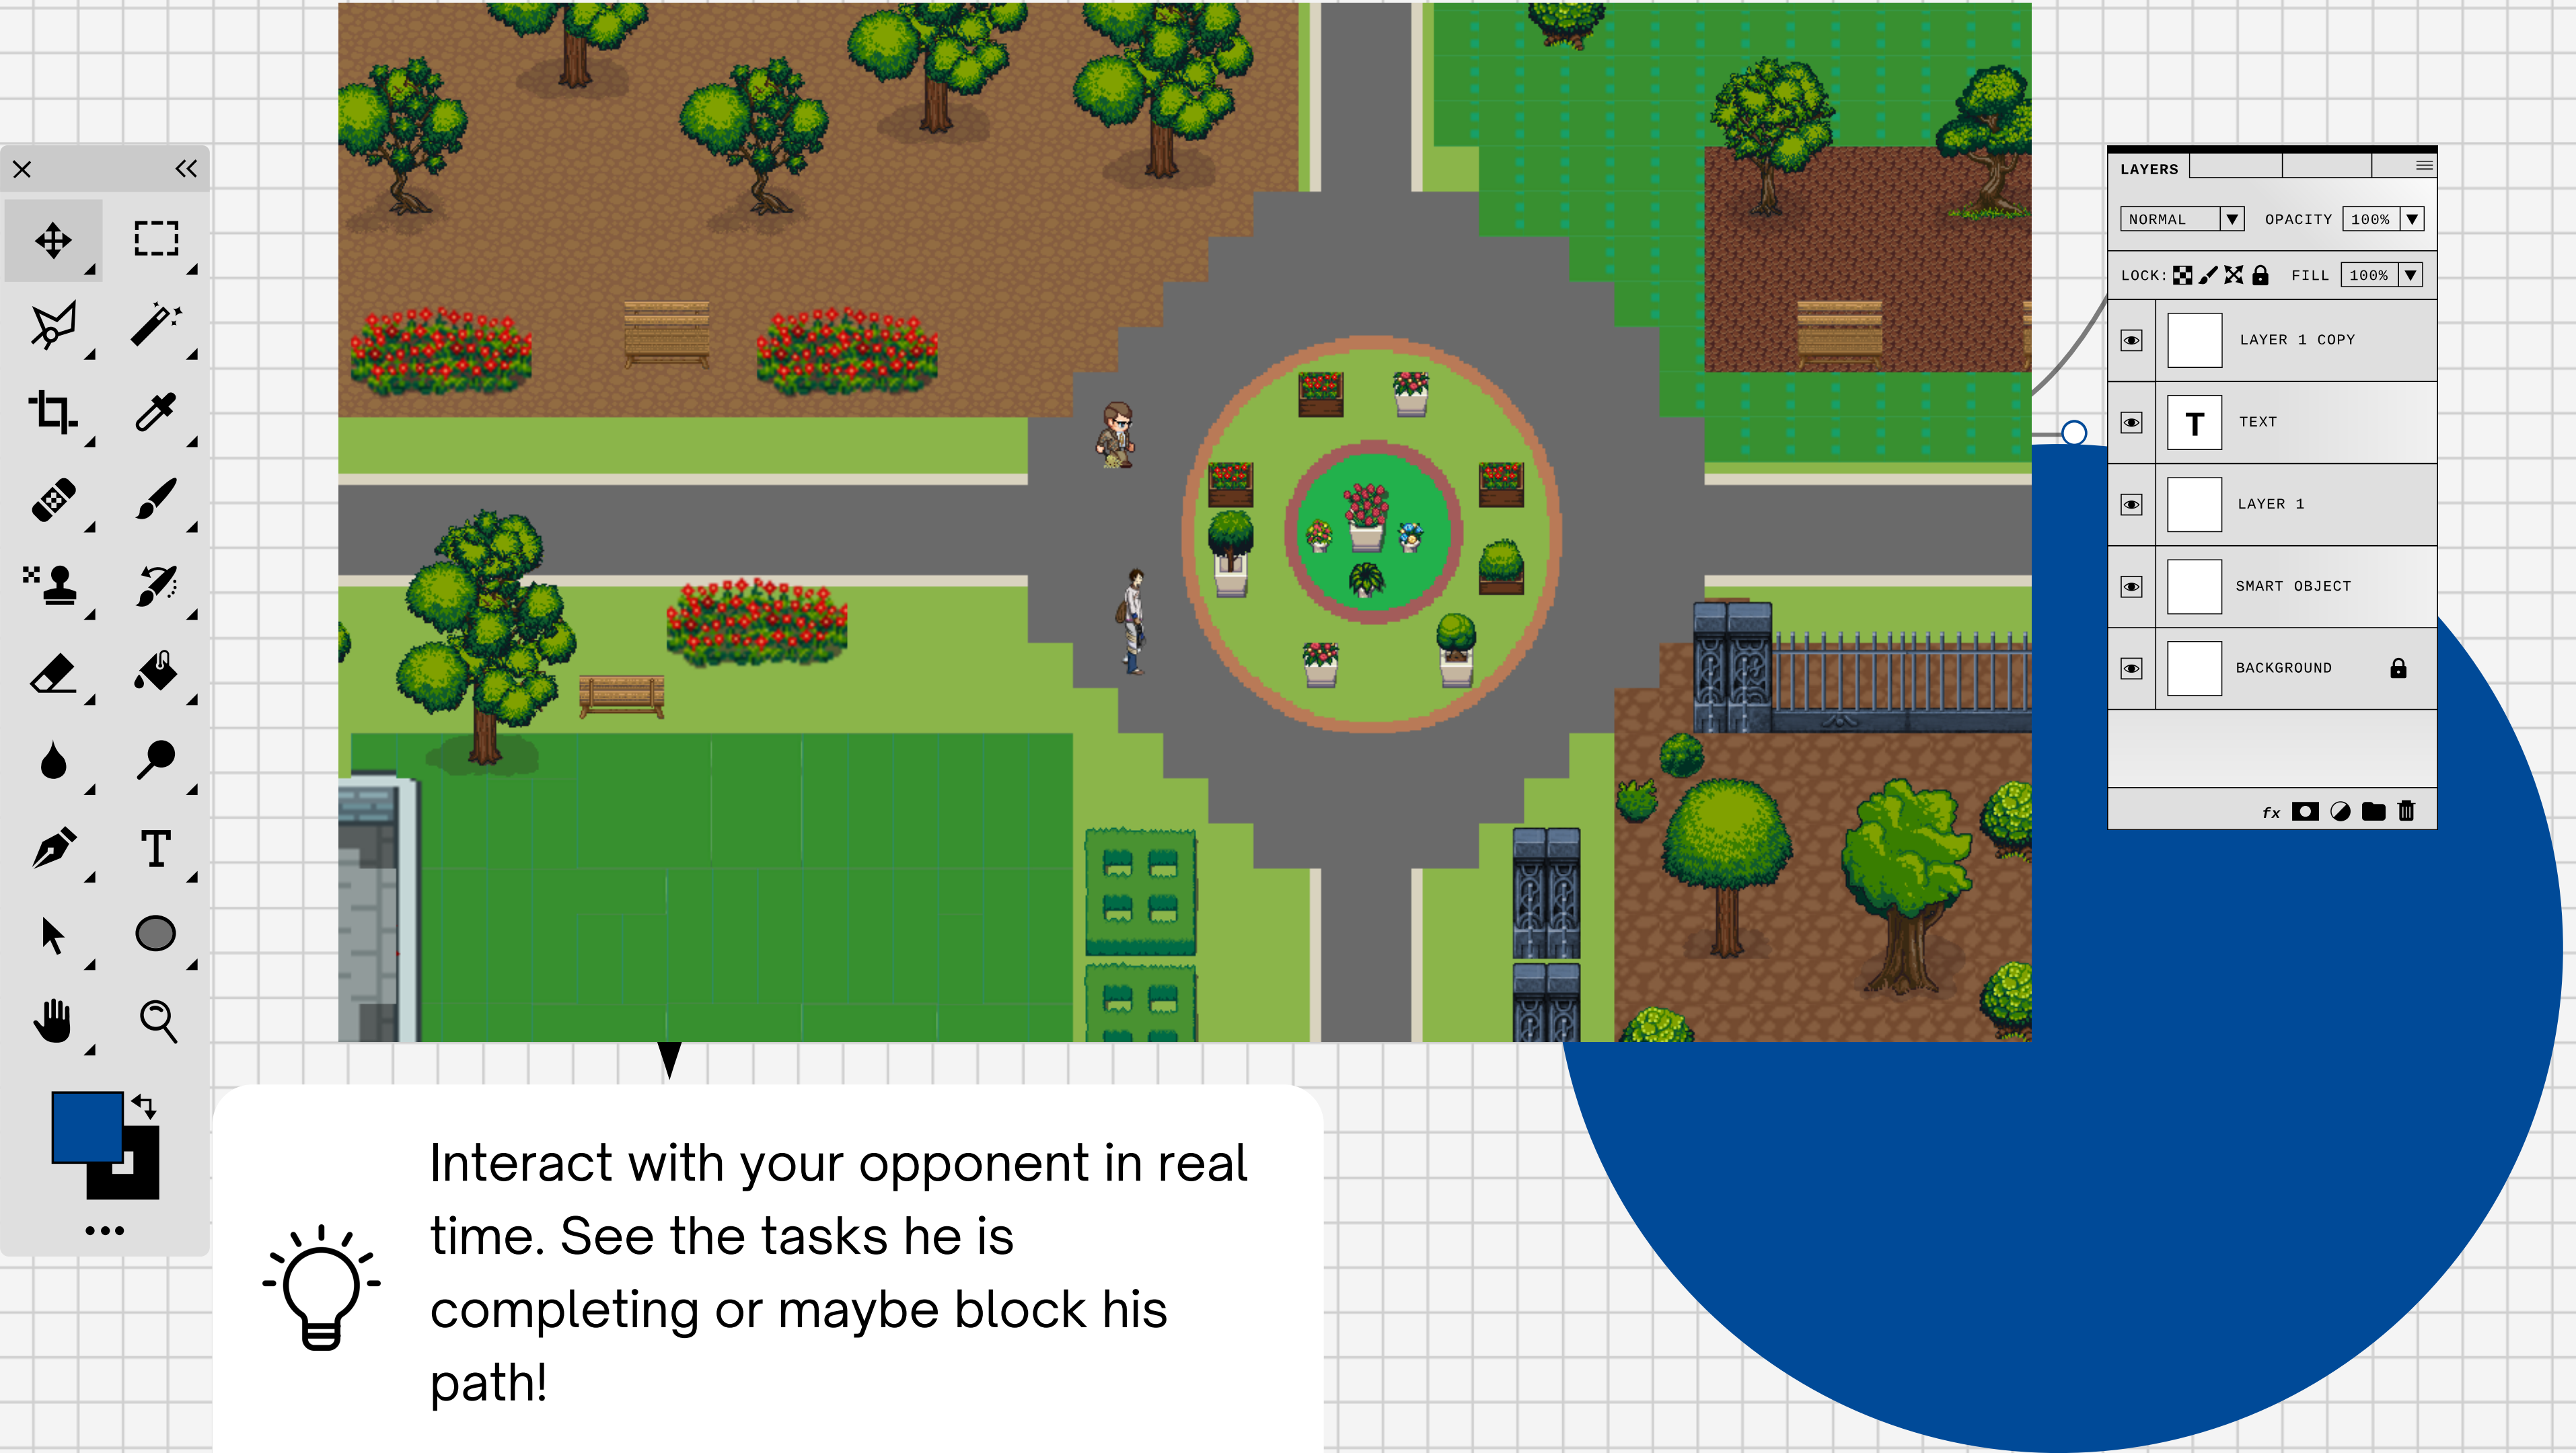 LAYERS
NORMAL OPACITY 100%
LOCK: FILL 100%
LAYER 1 COPY
T TEXT
LAYER 1
SMART OBJECT
BACKGROUND
fx
T
Interact with your opponent in real
time. See the tasks he is
completing or maybe block his
path!